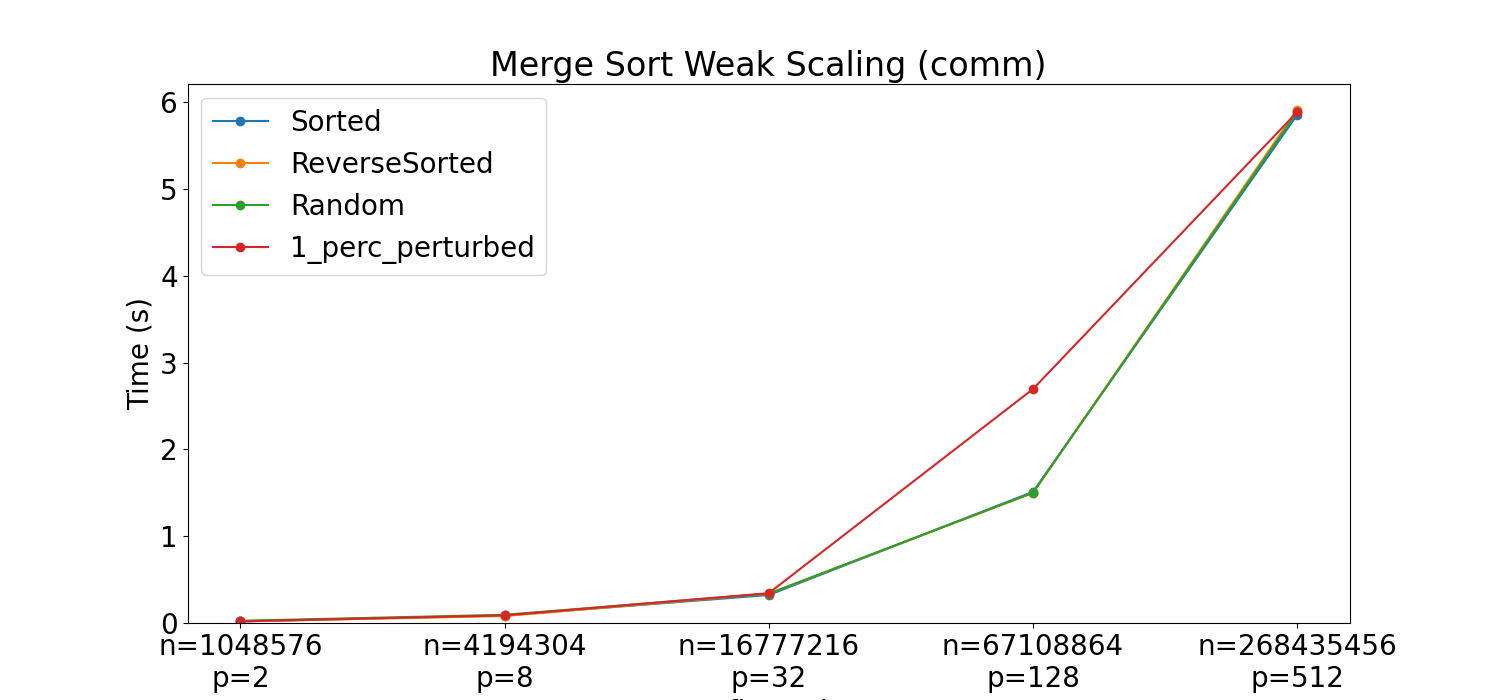 Merge Sort Weak Scaling (comm)
Sorted
ReverseSorted
Random
1_perc_perturbed
Time (s)
6
5
4
3
2
1
0
n=1048576
p=2
n=4194304
p=8
n=16777216
p=32
n=67108864
p=128
n=268435456
p=512